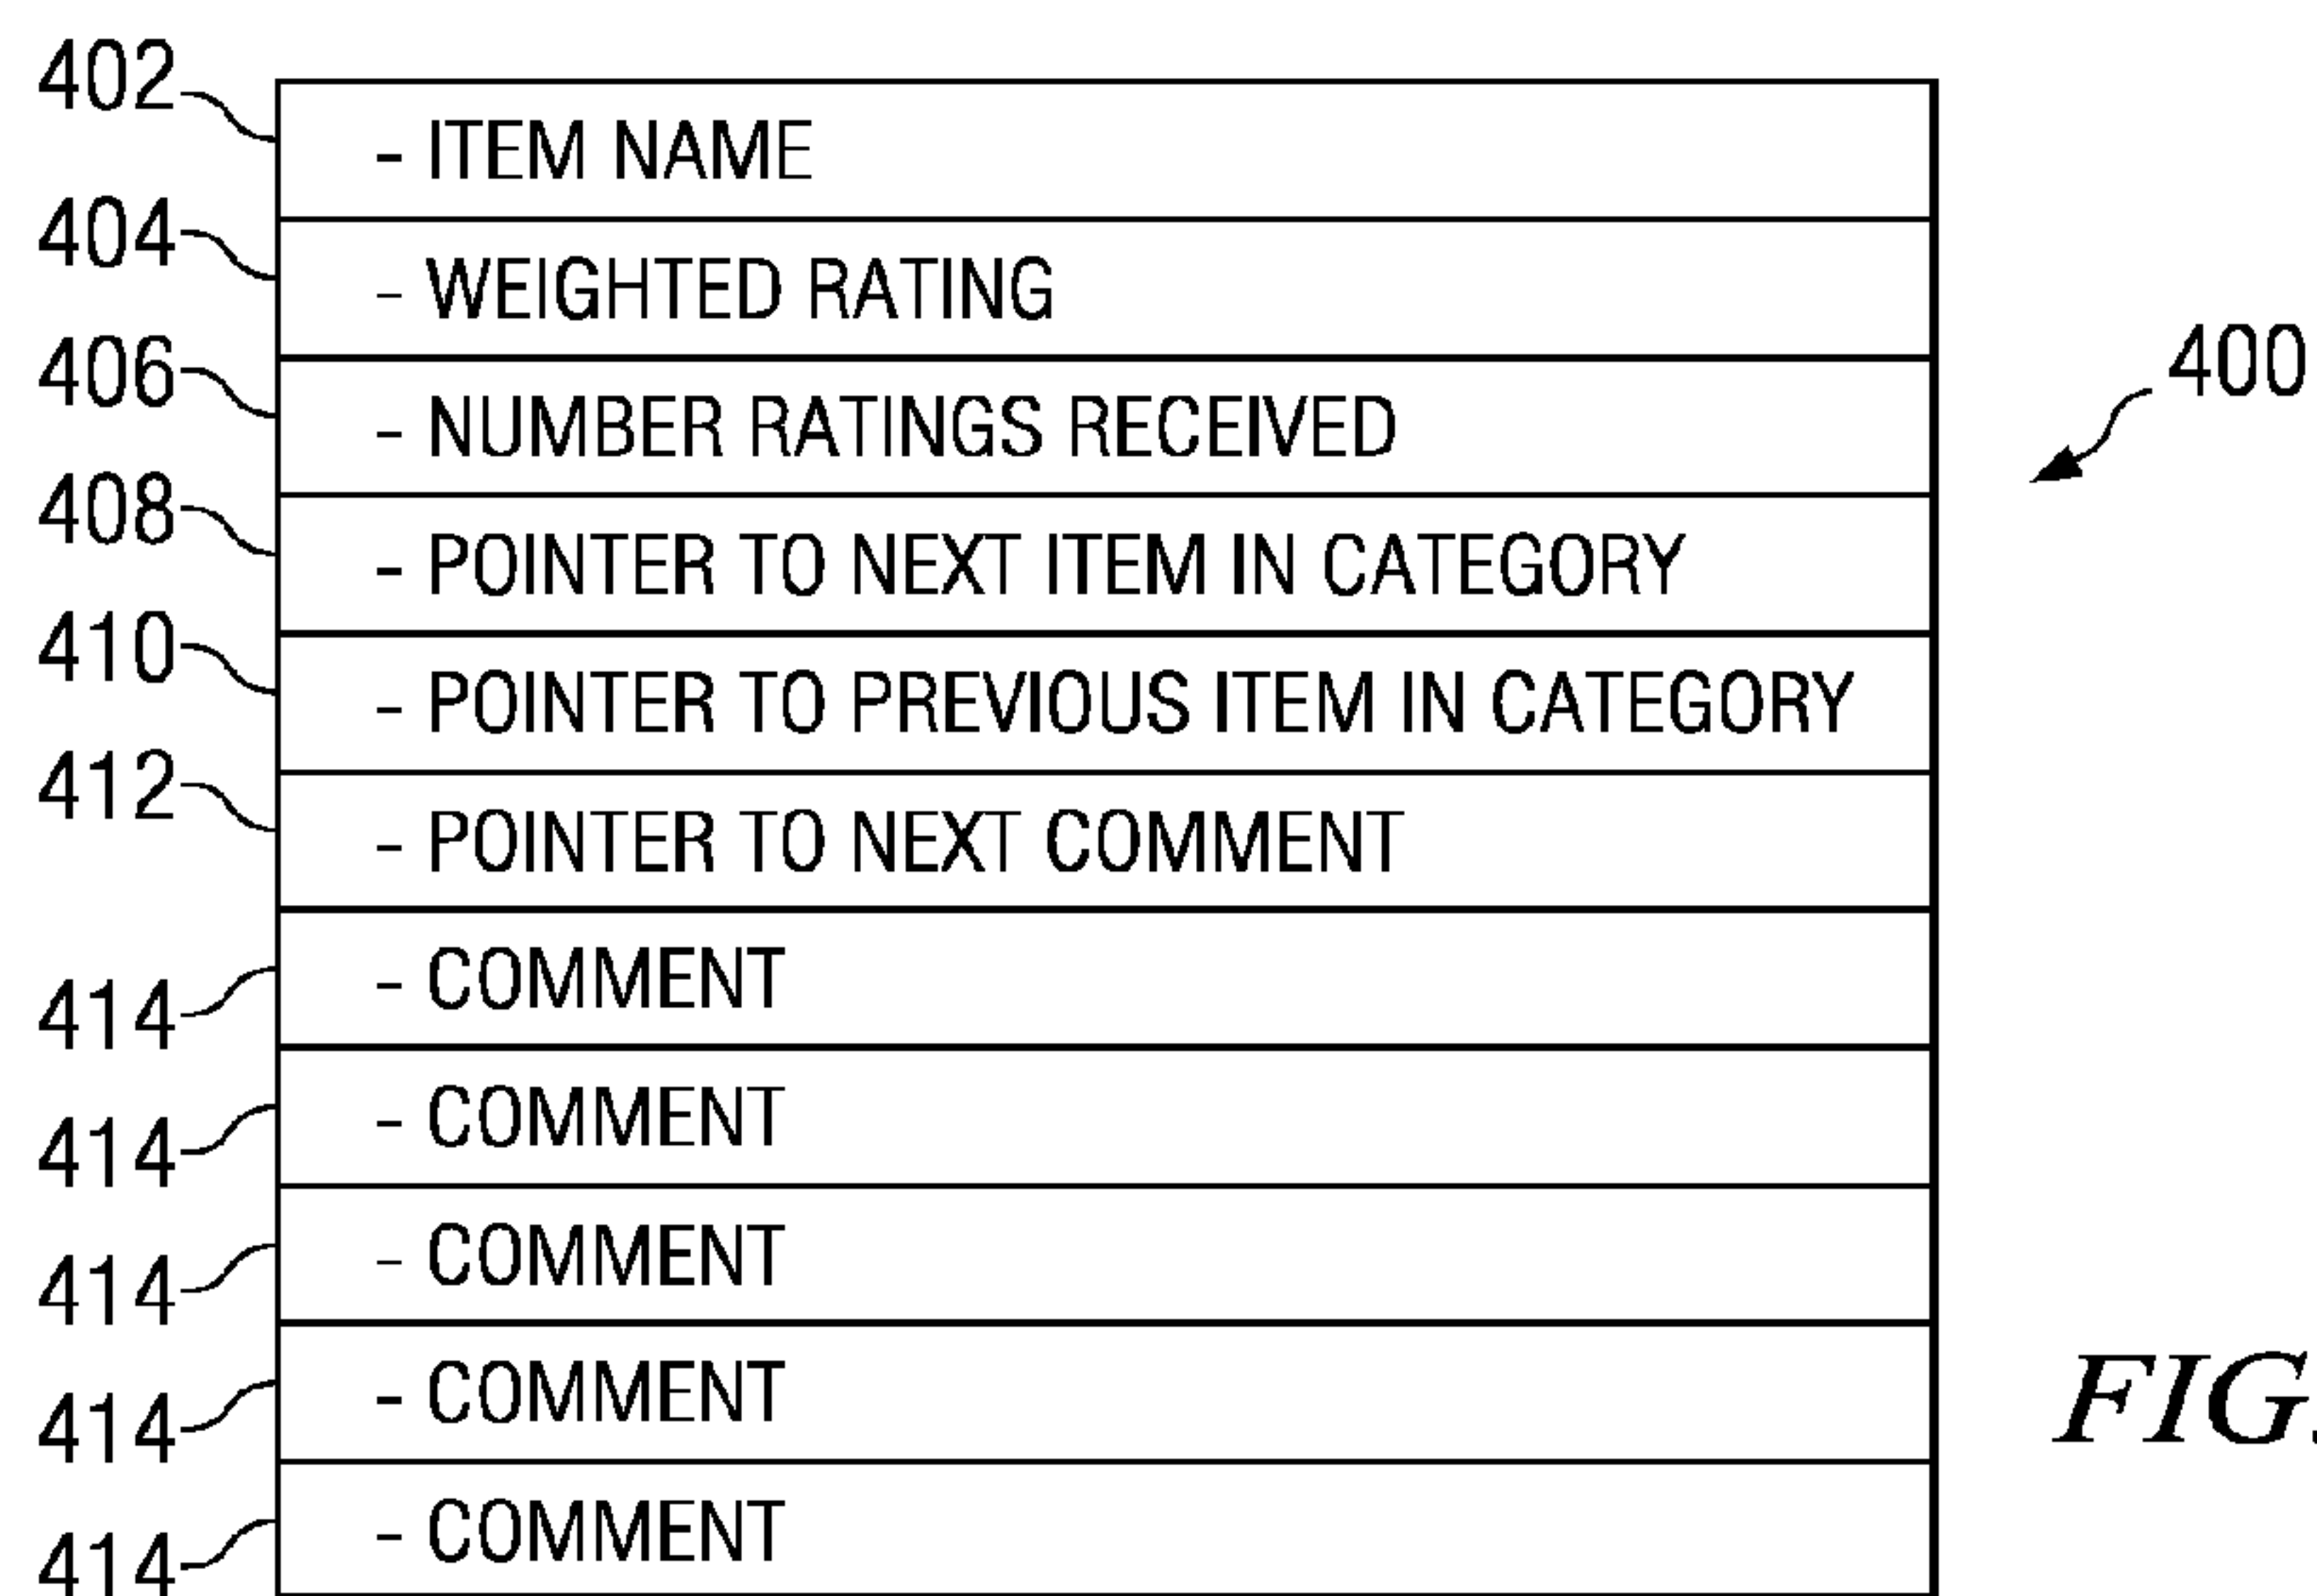 402 - ITEM NAME
404 - WEIGHTED RATING
406 - NUMBER RATINGS RECEIVED
400
408 - POINTER TO NEXT ITEM IN CATEGORY
410 - POINTER TO PREVIOUS ITEM IN CATEGORY
412 - POINTER TO NEXT COMMENT
414 - COMMENT
414 - COMMENT
414 - COMMENT
414 - COMMENT
FIG.
414 - COMMENT